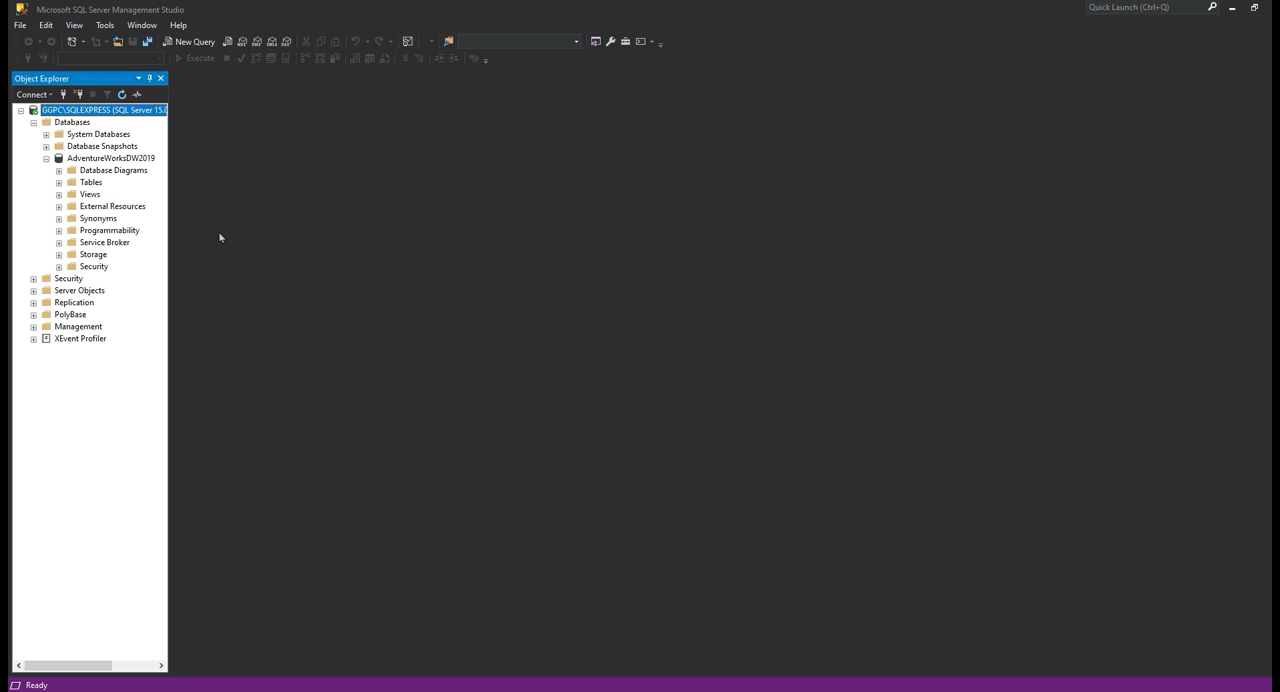 Microsoft SQL Server Management Studio
Quick Launch (Ctrl+Q)
File Edit View Tools Window Help
New Query
Execute
Object Explorer
Connect
GGPC\SQLEXPRESS (SQL Server 15.0
Databases
System Databases
Database Snapshots
AdventureWorksDW2019
Database Diagrams
Tables
Views
External Resources
Synonyms
Programmability
Service Broker
Storage
Security
Security
Server Objects
Replication
PolyBase
Management
XEvent Profiler
Ready